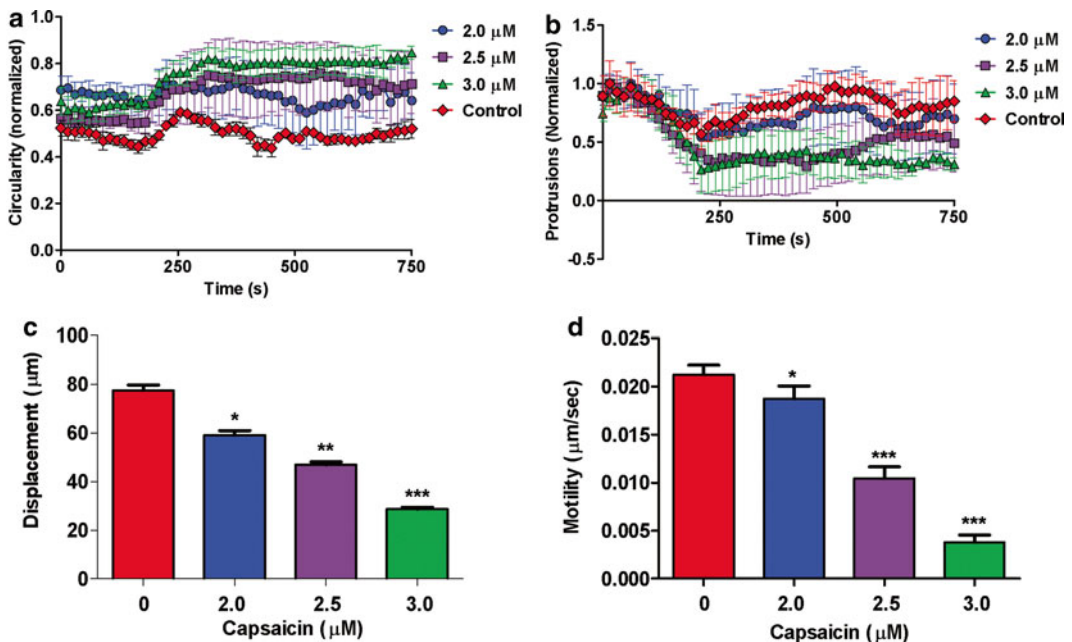 a
Circularity (normalized)
1.0
0.8
0.6
0.4
0.2
0.0
0 250 500 750
Time (s)
2.0 μM
2.5 μM
3.0 μM
Control
b
Protrusions (Normalized)
1.5
1.0
0.5
0.0
-0.5
250 500 750
Time (s)
2.0 μM
2.5 μM
3.0 μM
Control
c
Displacement (μm)
100
80
60
40
20
0
*
**
***
0 2.0 2.5 3.0
Capsaicin (μM)
d
Motility (μm/sec)
0.025
0.020
0.015
0.010
0.005
0.000
*
***
***
0 2.0 2.5 3.0
Capsaicin (μM)